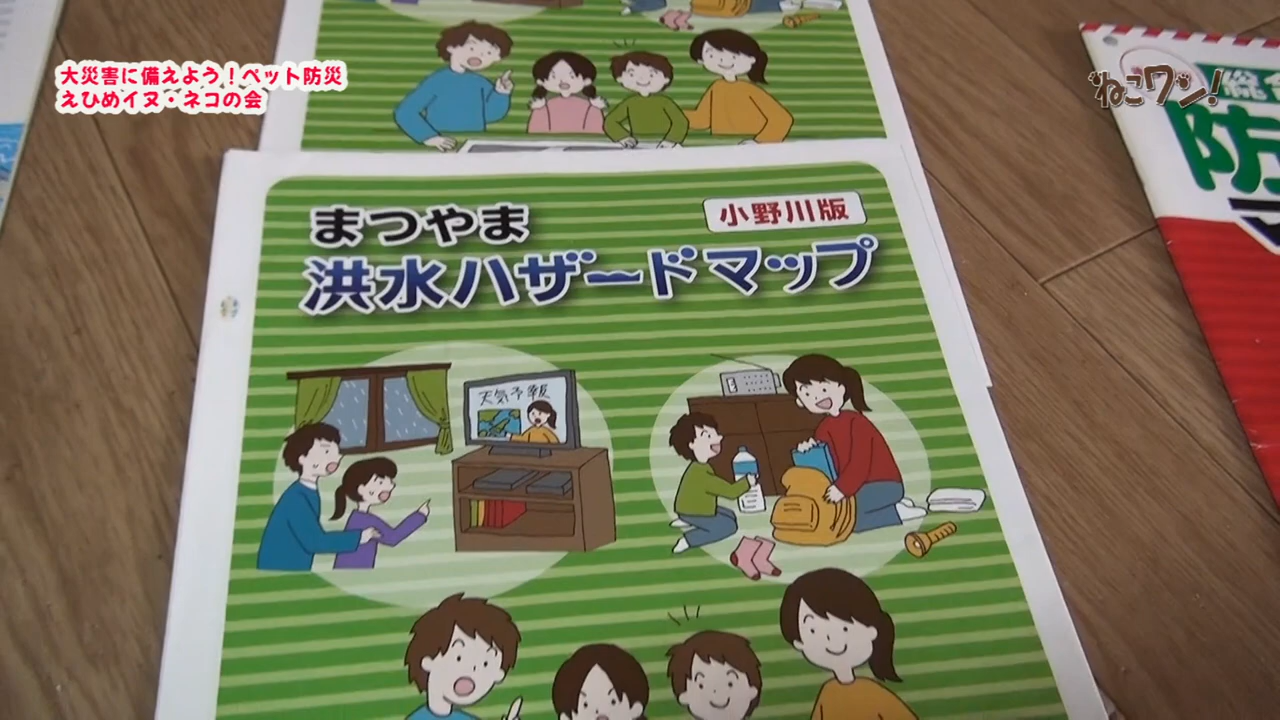 大災害に備えよう！ペット防災
えひめイヌ・ネコの会
ねこワン!
まつやま
小野川版
洪水ハザードマップ
天気予報
防